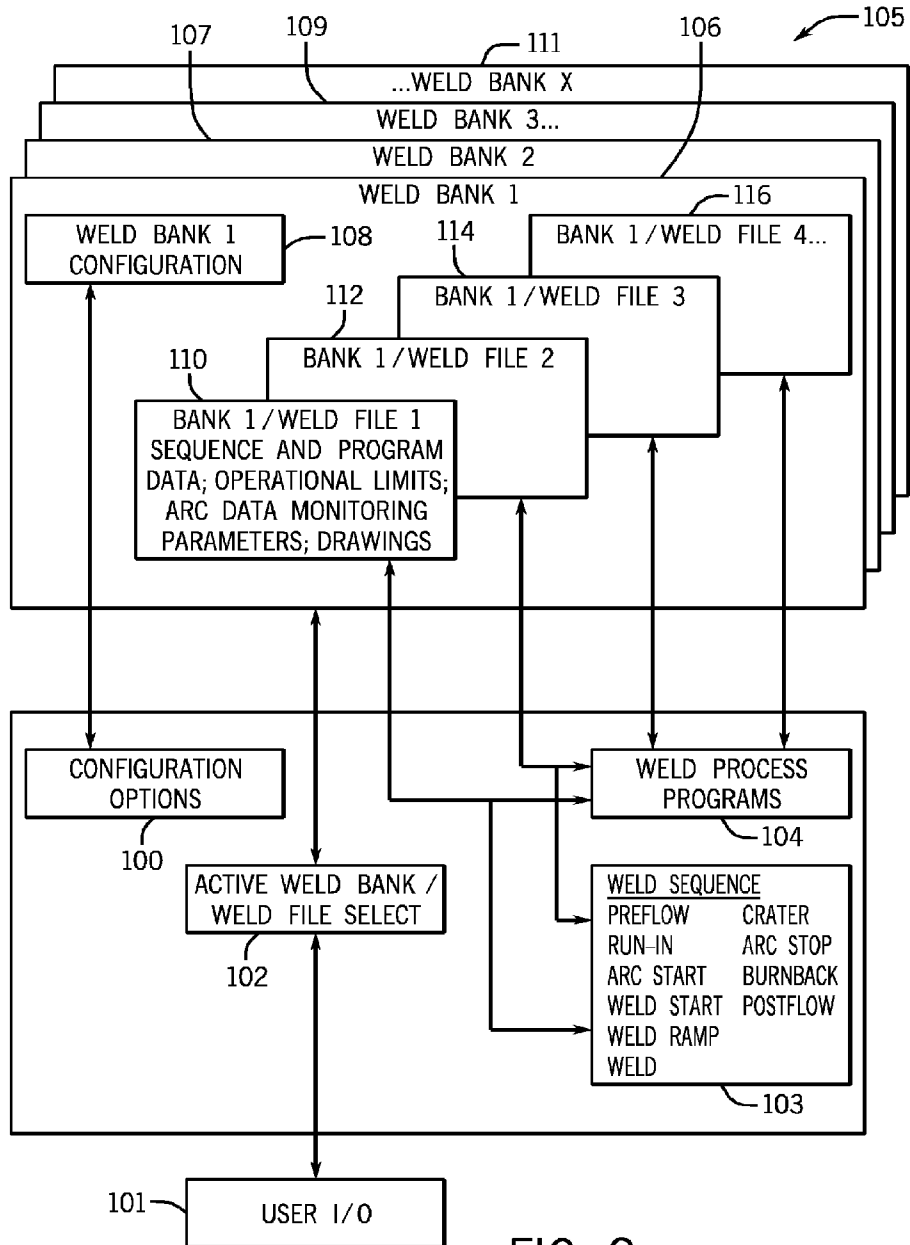 105
107
109
111
106
...WELD BANK X
WELD BANK 3...
WELD BANK 2
WELD BANK 1
WELD BANK 1
CONFIGURATION
108
116
BANK 1/WELD FILE 4...
114
BANK 1/WELD FILE 3
112
BANK 1/WELD FILE 2
110
BANK 1/WELD FILE 1
SEQUENCE AND PROGRAM
DATA; OPERATIONAL LIMITS;
ARC DATA MONITORING
PARAMETERS; DRAWINGS
CONFIGURATION
OPTIONS
100
WELD PROCESS
PROGRAMS
104
ACTIVE WELD BANK /
WELD FILE SELECT
102
WELD SEQUENCE
PREFLOW CRATER
RUN-IN ARC STOP
ARC START BURNBACK
WELD START POSTFLOW
WELD RAMP
WELD
103
101
USER I/O
FIG.